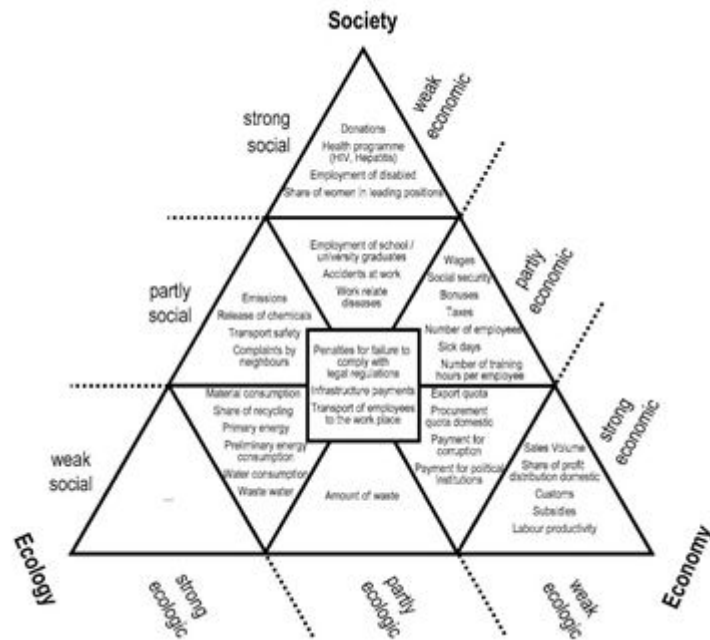 Society
strong
social
weak
economic
Donations
Health programme
(HIV, Hepatitis)
Employment of disabled
Share of women in leading positions
partly
social
partly
economic
Employment of school /
university graduates
Accidents at work
Work relate
diseases
Emissions
Release of chemicals
Transport safety
Complaints by
neighbours
Wages
Social security
Bonuses
Taxes
Number of employees
Sick days
Number of training
hours per employee
Penalties for failure to
comply with
legal regulations
Infrastructure payments
Transport of employees
to the work place
weak
social
strong
economic
...
Material consumption
Share of recycling
Primary energy
Preliminary energy
consumption
Water consumption
Waste water
Amount of waste
Export quota
Procurement
quota domestic
Payment for
corruption
Payment for political
institutions
Sales Volume
Share of profit
distribution domestic
Customs
Subsidies
Labour productivity
Ecology
strong
ecologic
partly
ecologic
weak
ecologic
Economy